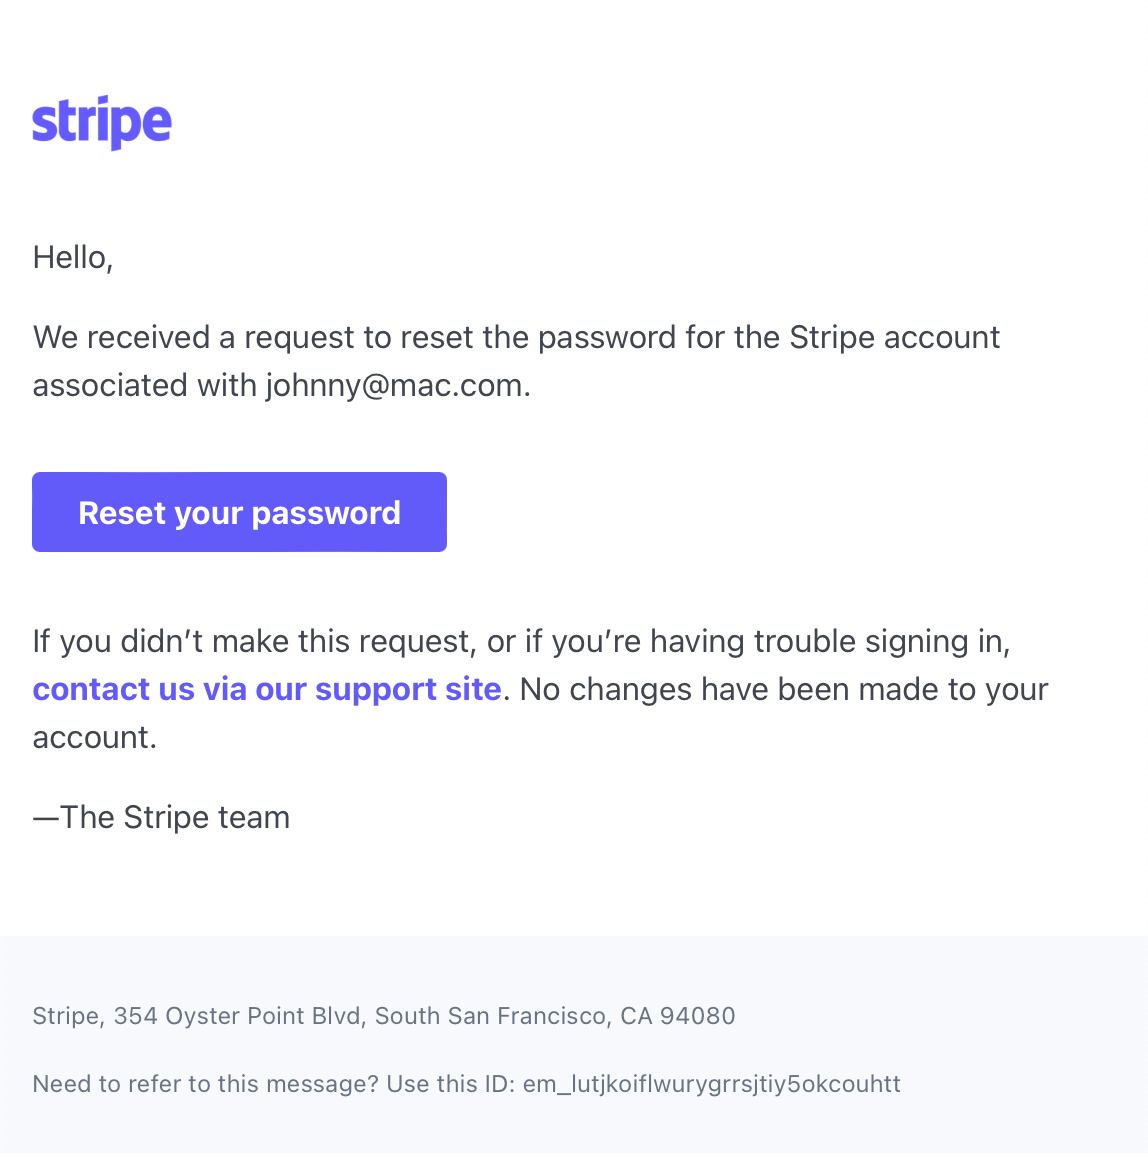 stripe
Hello,
We received a request to reset the password for the Stripe account
associated with johnny@mac.com.
Reset your password
If you didn’t make this request, or if you’re having trouble signing in,
contact us via our support site. No changes have been made to your
account.
—The Stripe team
Stripe, 354 Oyster Point Blvd, South San Francisco, CA 94080
Need to refer to this message? Use this ID: em_lutjkoiflwurygrrsjtiy5okcouhtt